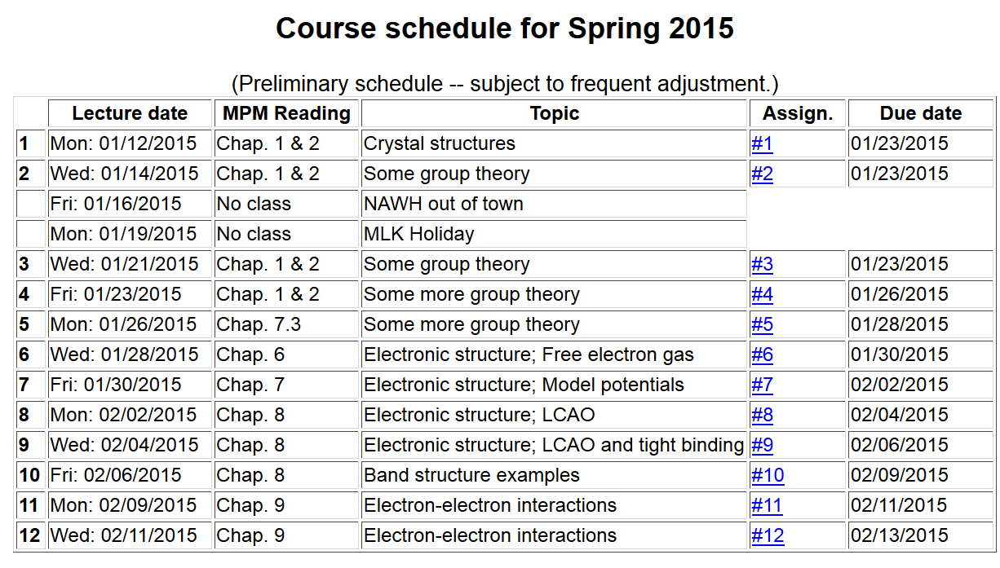 Course schedule for Spring 2015
(Preliminary schedule -- subject to frequent adjustment.)
Lecture date MPM Reading Topic Assign. Due date
1 Mon: 01/12/2015 Chap. 1 & 2 Crystal structures #1 01/23/2015
2 Wed: 01/14/2015 Chap. 1 & 2 Some group theory #2 01/23/2015
Fri: 01/16/2015 No class NAWH out of town
Mon: 01/19/2015 No class MLK Holiday
3 Wed: 01/21/2015 Chap. 1 & 2 Some group theory #3 01/23/2015
4 Fri: 01/23/2015 Chap. 1 & 2 Some more group theory #4 01/26/2015
5 Mon: 01/26/2015 Chap. 7.3 Some more group theory #5 01/28/2015
6 Wed: 01/28/2015 Chap. 6 Electronic structure; Free electron gas #6 01/30/2015
7 Fri: 01/30/2015 Chap. 7 Electronic structure; Model potentials #7 02/02/2015
8 Mon: 02/02/2015 Chap. 8 Electronic structure; LCAO #8 02/04/2015
9 Wed: 02/04/2015 Chap. 8 Electronic structure; LCAO and tight binding #9 02/06/2015
10 Fri: 02/06/2015 Chap. 8 Band structure examples #10 02/09/2015
11 Mon: 02/09/2015 Chap. 9 Electron-electron interactions #11 02/11/2015
12 Wed: 02/11/2015 Chap. 9 Electron-electron interactions #12 02/13/2015